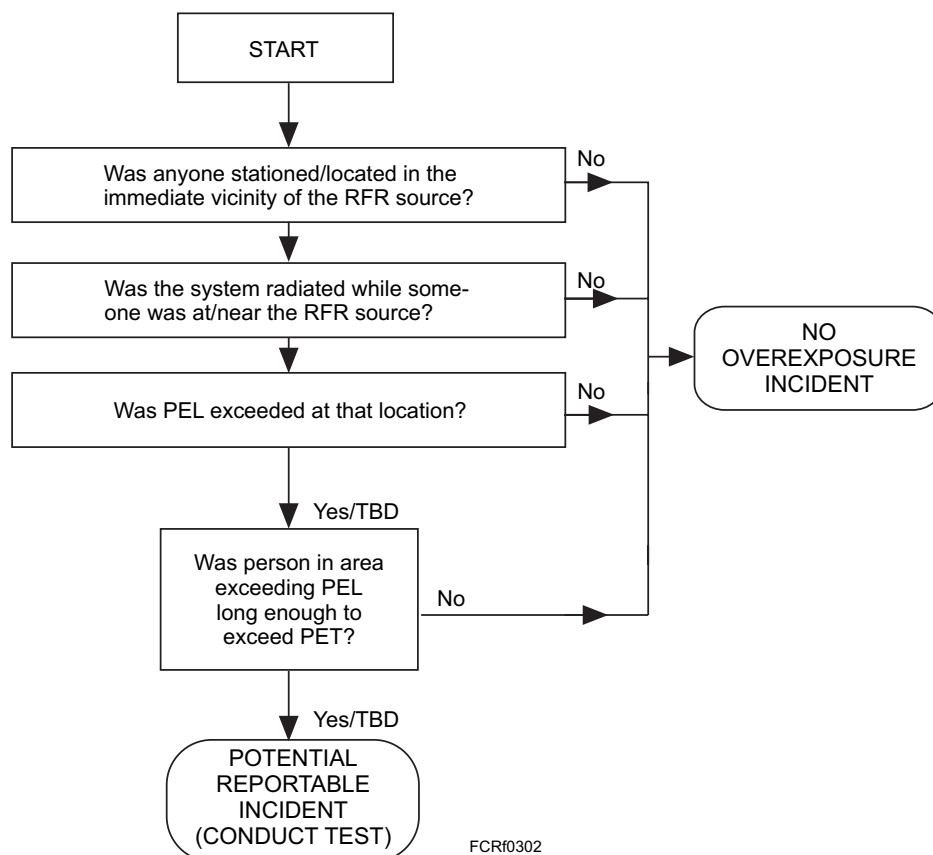 START
Was anyone stationed/located in the
immediate vicinity of the RFR source?
No
Was the system radiated while some-
one was at/near the RFR source?
No
NO
OVEREXPOSURE
INCIDENT
Was PEL exceeded at that location?
No
Yes/TBD
Was person in area
exceeding PEL
long enough to
exceed PET?
No
Yes/TBD
POTENTIAL
REPORTABLE
INCIDENT
(CONDUCT TEST)
FCRf0302